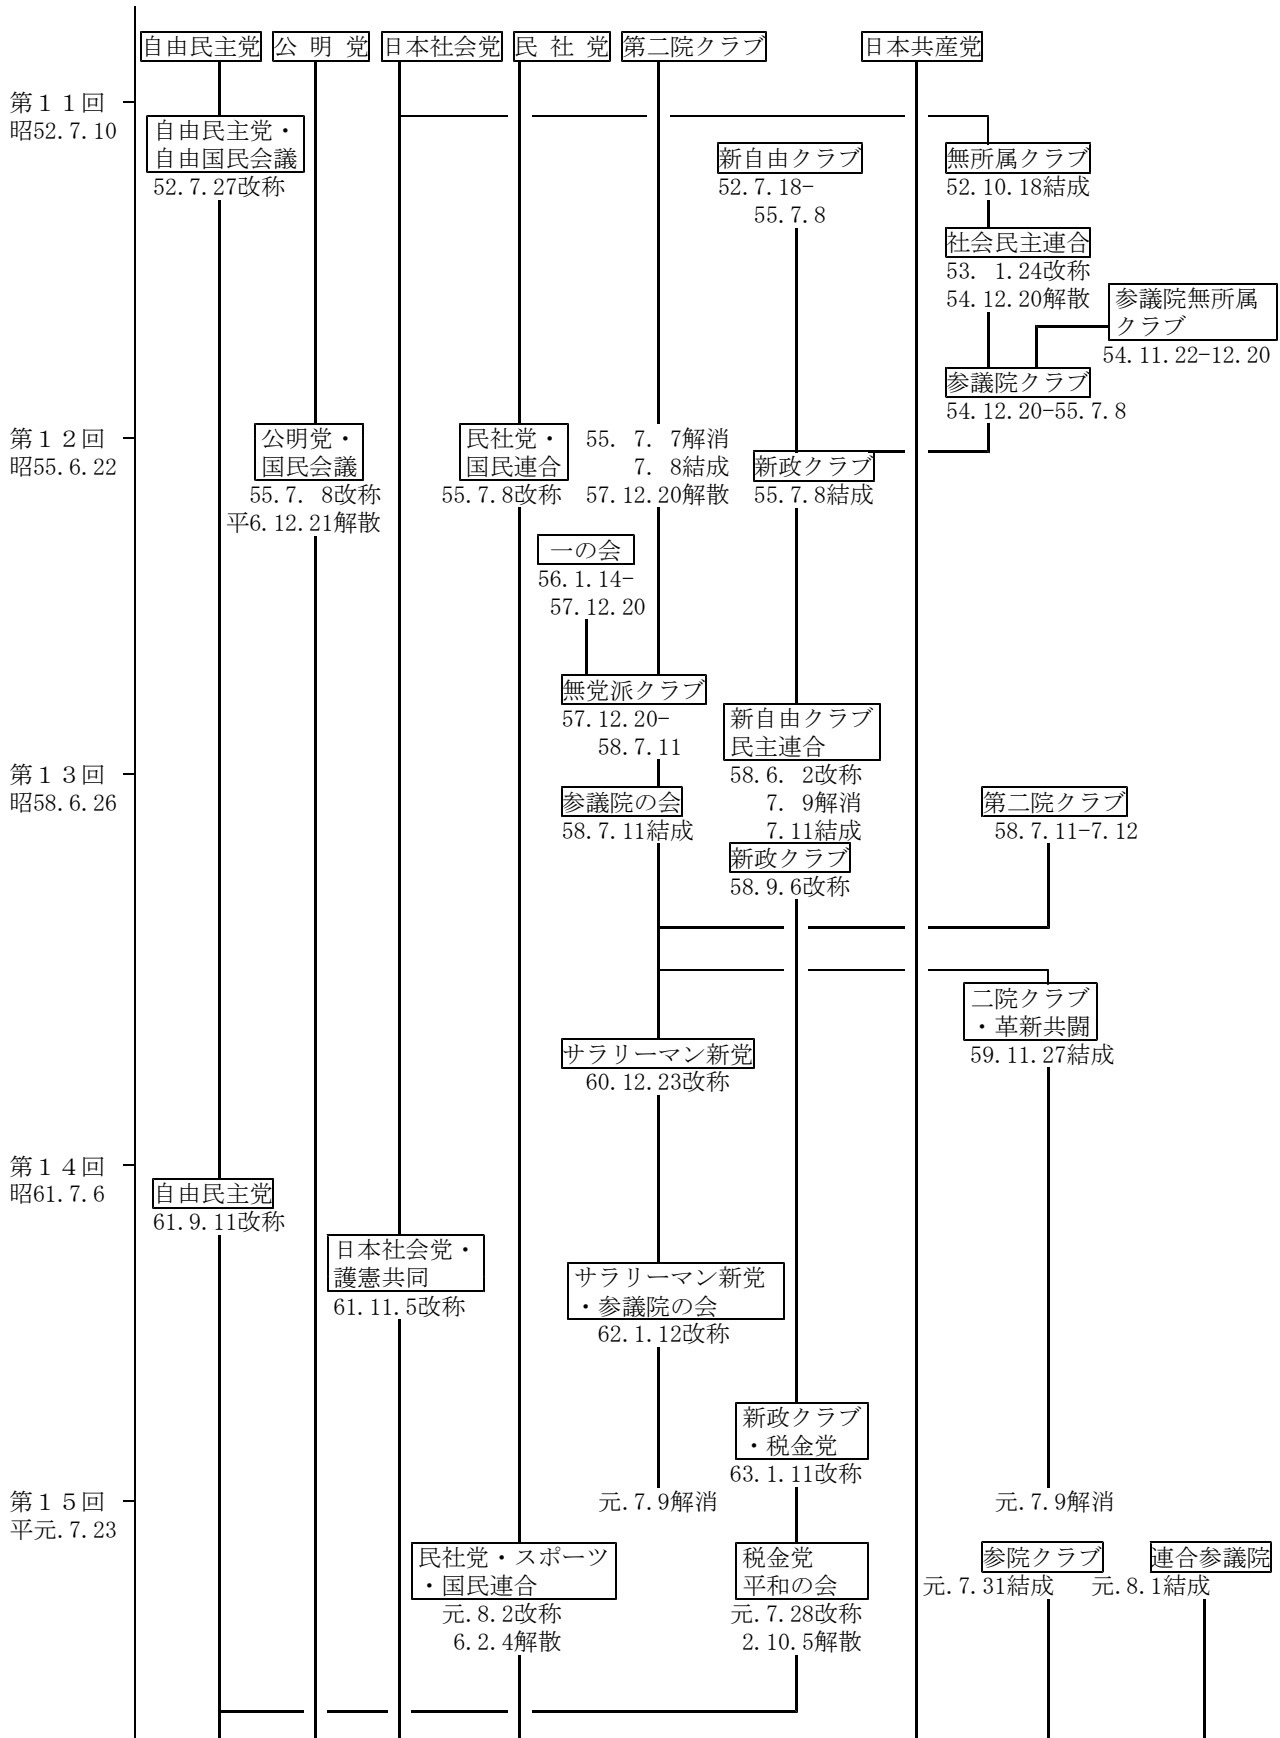 自由民主党 公 明 党 日本社会党 民 社 党 第二院クラブ 日本共産党
第１１回
昭52.7.10
自由民主党・
自由国民会議
52.7.27改称
新自由クラブ
52.7.18-
55.7.8
無所属クラブ
52.10.18結成
社会民主連合
53. 1.24改称
54.12.20解散
参議院無所属
クラブ
54.11.22-12.20
参議院クラブ
54.12.20-55.7.8
第１２回
昭55.6.22
公明党・
国民会議
55.7. 8改称
平6.12.21解散
民社党・
国民連合
55.7.8改称
55. 7. 7解消
7. 8結成
57.12.20解散
新政クラブ
55.7.8結成
一の会
56.1.14-
57.12.20
無党派クラブ
57.12.20-
58.7.11
新自由クラブ
民主連合
58.6. 2改称
7. 9解消
7.11結成
第１３回
昭58.6.26
参議院の会
58.7.11結成
第二院クラブ
58.7.11-7.12
新政クラブ
58.9.6改称
二院クラブ
・革新共闘
59.11.27結成
サラリーマン新党
60.12.23改称
第１４回
昭61.7.6
自由民主党
61.9.11改称
日本社会党・
護憲共同
61.11.5改称
サラリーマン新党
・参議院の会
62.1.12改称
新政クラブ
・税金党
63.1.11改称
第１５回
平元.7.23
元.7.9解消
元.7.9解消
民社党・スポーツ
・国民連合
元.8.2改称
6.2.4解散
税金党
平和の会
元.7.28改称
2.10.5解散
参院クラブ
元.7.31結成
連合参議院
元.8.1結成